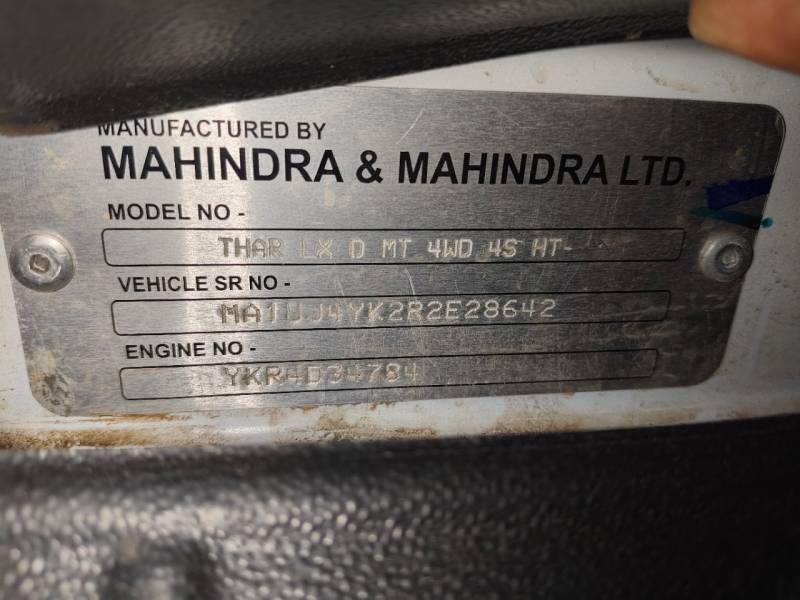 MANUFACTURED BY
MAHINDRA & MAHINDRA LTD.
MODEL NO -
THAR LX D MT 4WD 4S HT-
VEHICLE SR NO -
MA1UJ4YK2R2E28642
ENGINE NO -
YKR4D34784